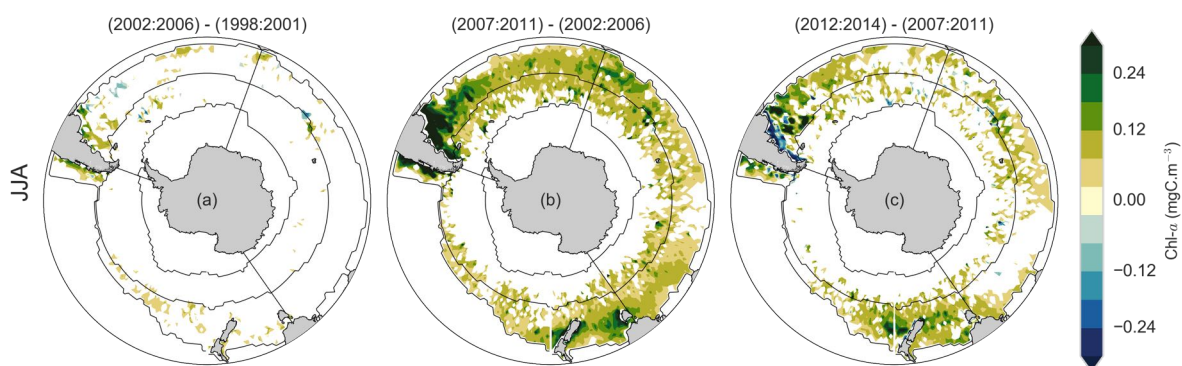 (2002:2006) - (1998:2001)
(2007:2011) - (2002:2006)
(2012:2014) - (2007:2011)
JJA
(a)
(b)
(c)
0.24
0.12
0.00
−0.12
−0.24
Chl-a (mgC.m⁻³)